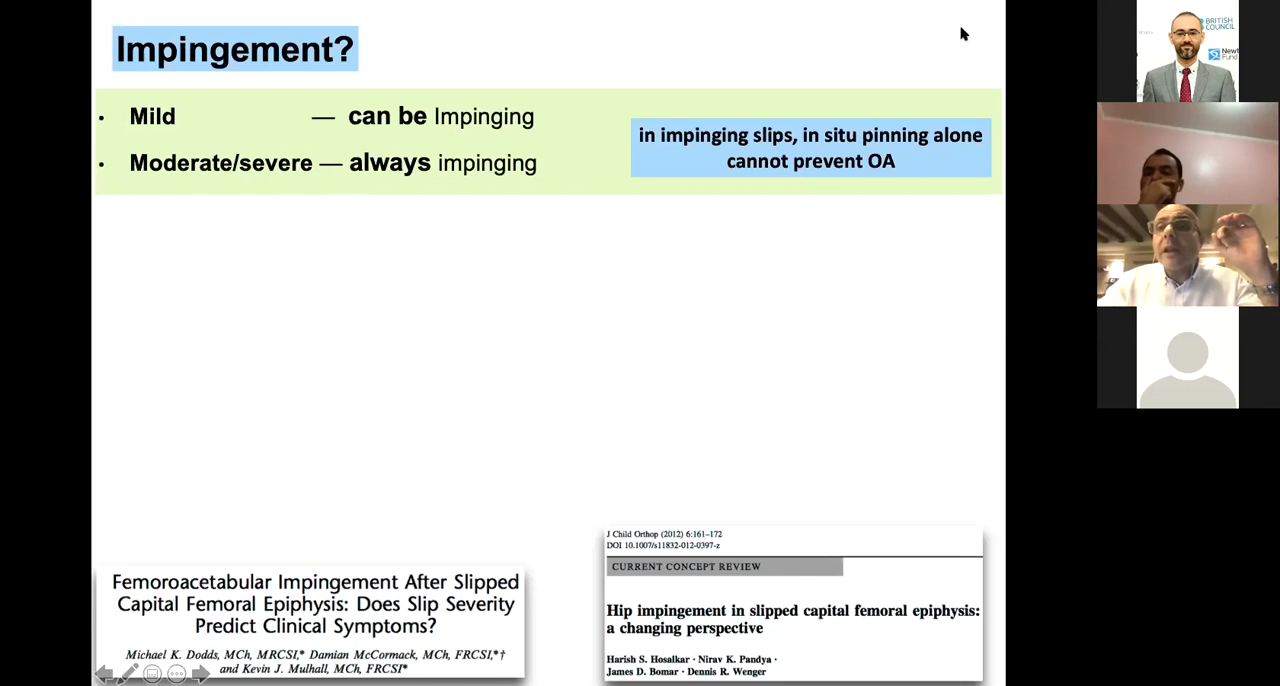 Impingement?
• Mild — can be Impinging
• Moderate/severe — always impinging
in impinging slips, in situ pinning alone
cannot prevent OA
Femoroacetabular Impingement After Slipped
Capital Femoral Epiphysis: Does Slip Severity
Predict Clinical Symptoms?
Michael K. Dodds, MCh, MRCSI,* Damian McCormack, MCh, FRCSI,*†
and Kevin J. Mulhall, MCh, FRCSI*
J Child Orthop (2012) 6:161–172
DOI 10.1007/s11832-012-0397-z
CURRENT CONCEPT REVIEW
Hip impingement in slipped capital femoral epiphysis:
a changing perspective
Harish S. Hosalkar · Nirav K. Pandya ·
James D. Bomar · Dennis R. Wenger
BRITISH
COUNCIL
Newt
Fund